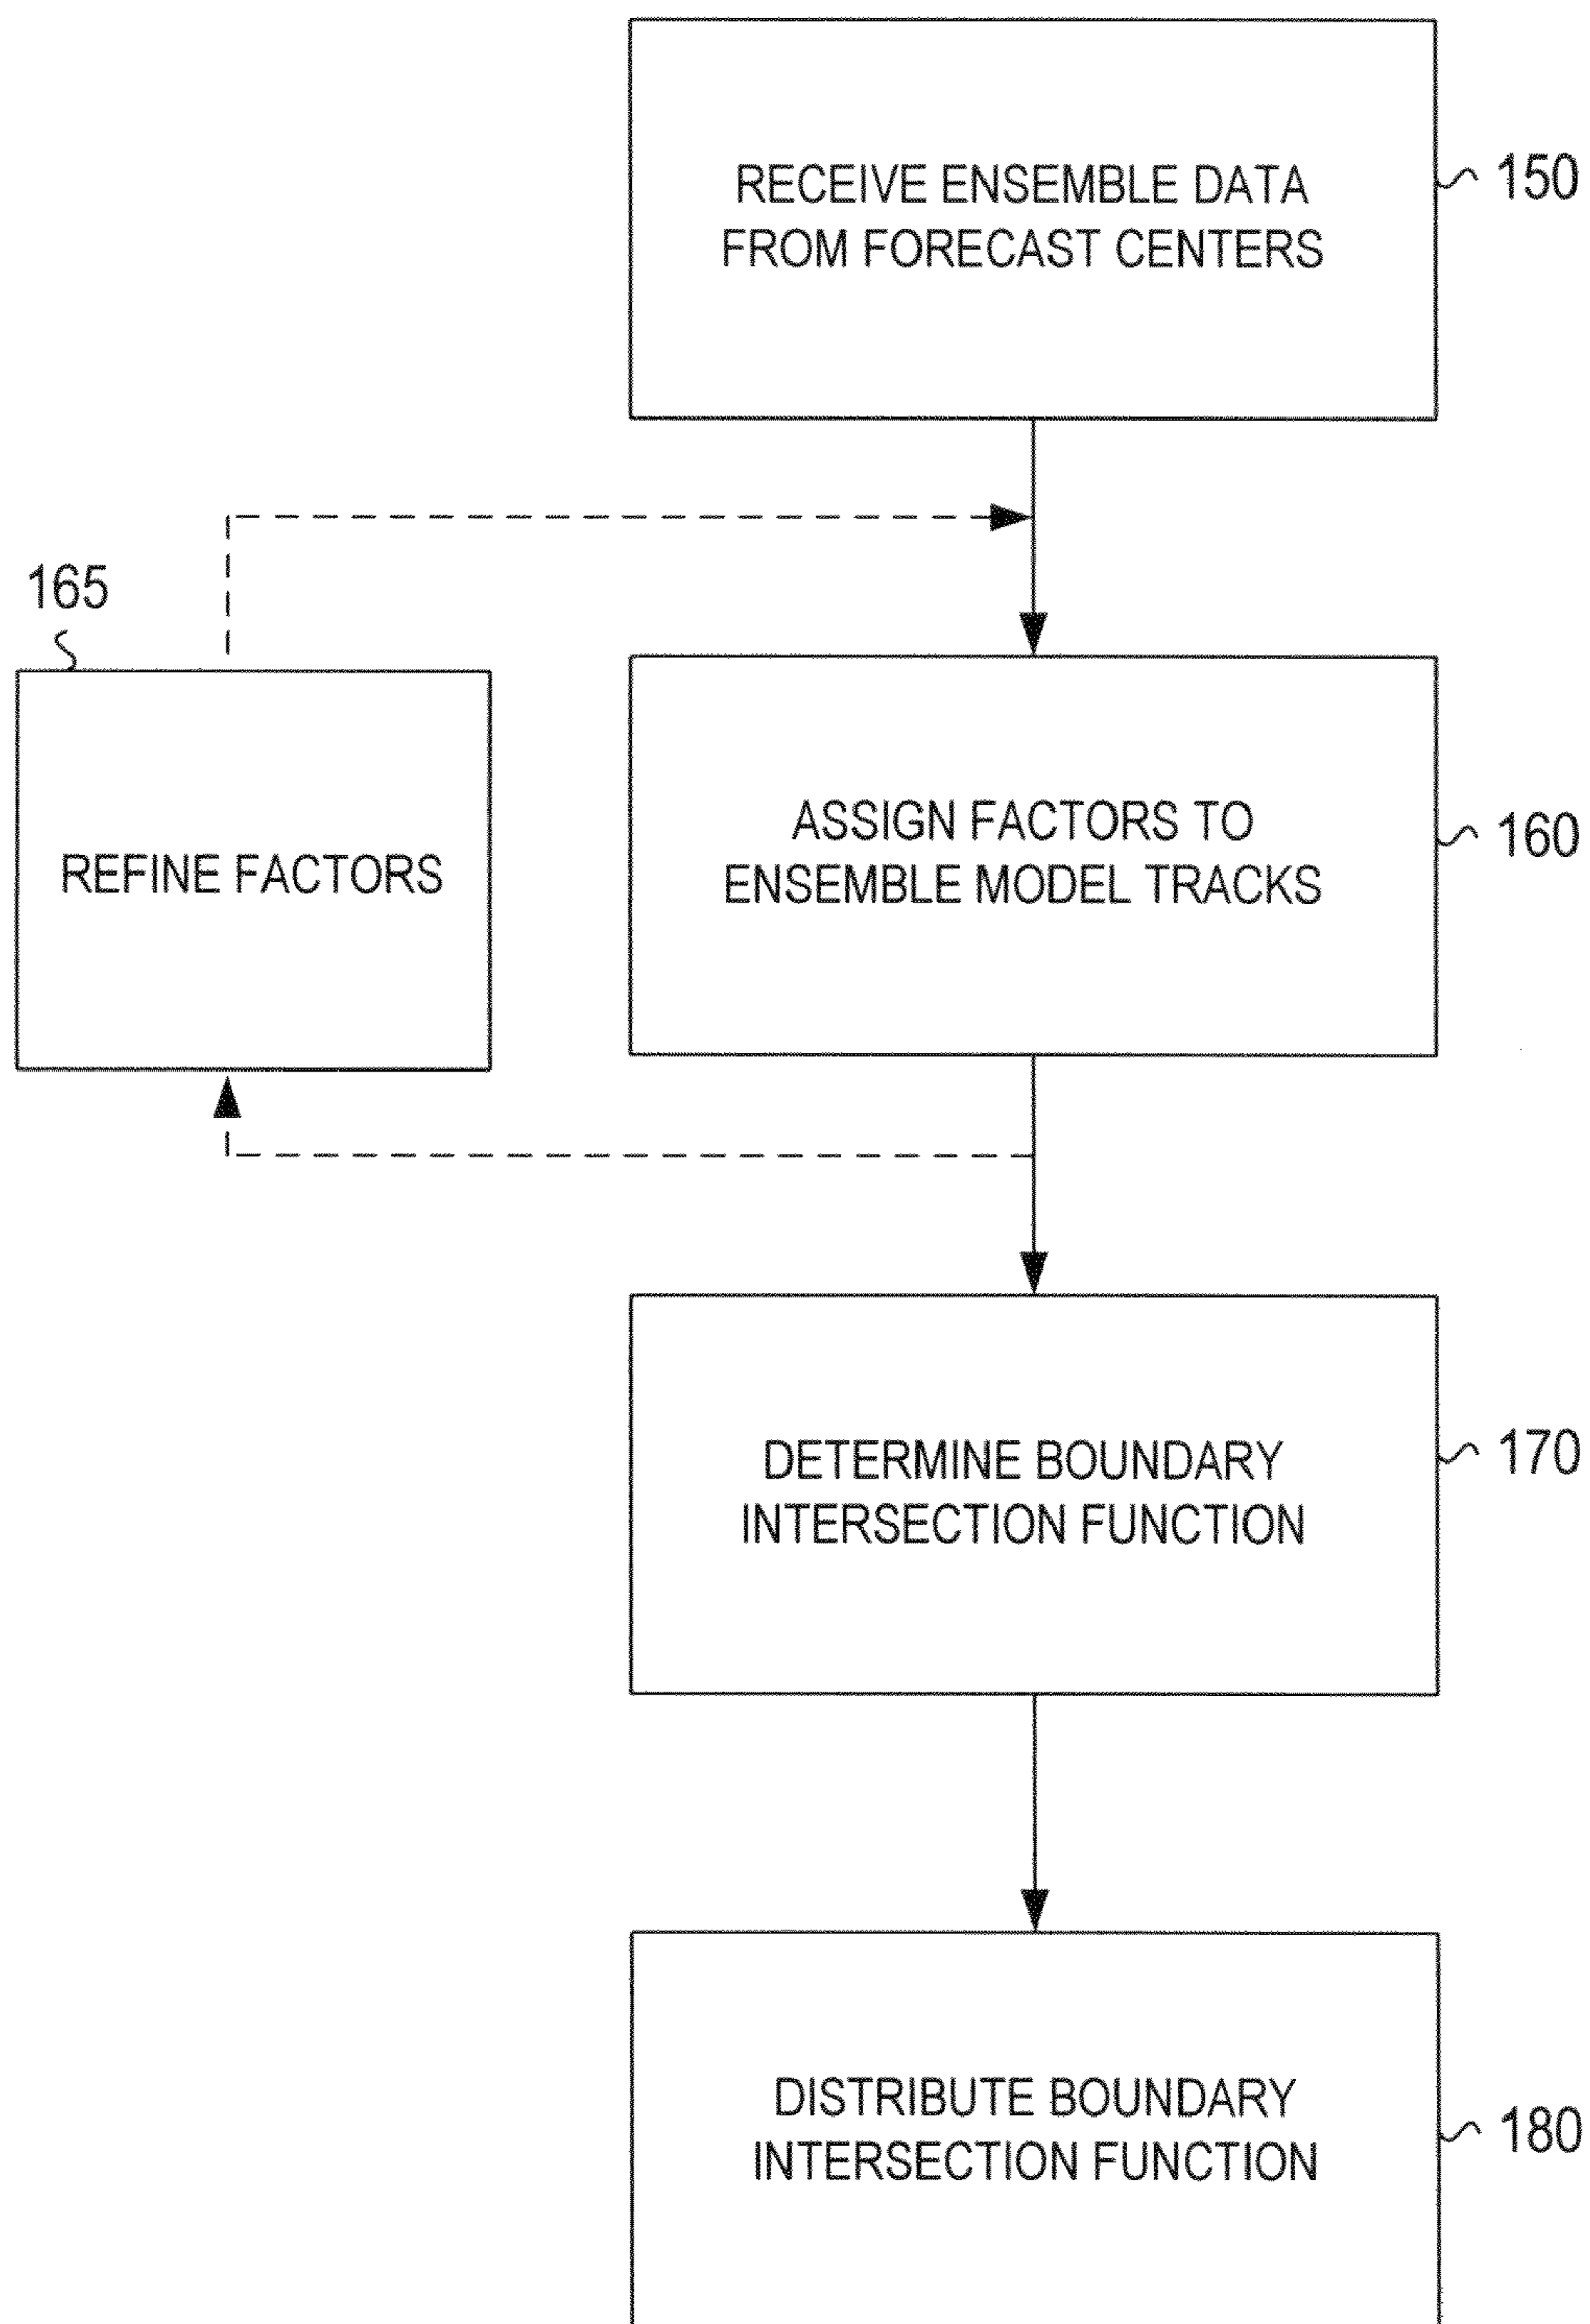 RECEIVE ENSEMBLE DATA
FROM FORECAST CENTERS
150
165
REFINE FACTORS
ASSIGN FACTORS TO
ENSEMBLE MODEL TRACKS
160
DETERMINE BOUNDARY
INTERSECTION FUNCTION
170
DISTRIBUTE BOUNDARY
INTERSECTION FUNCTION
180